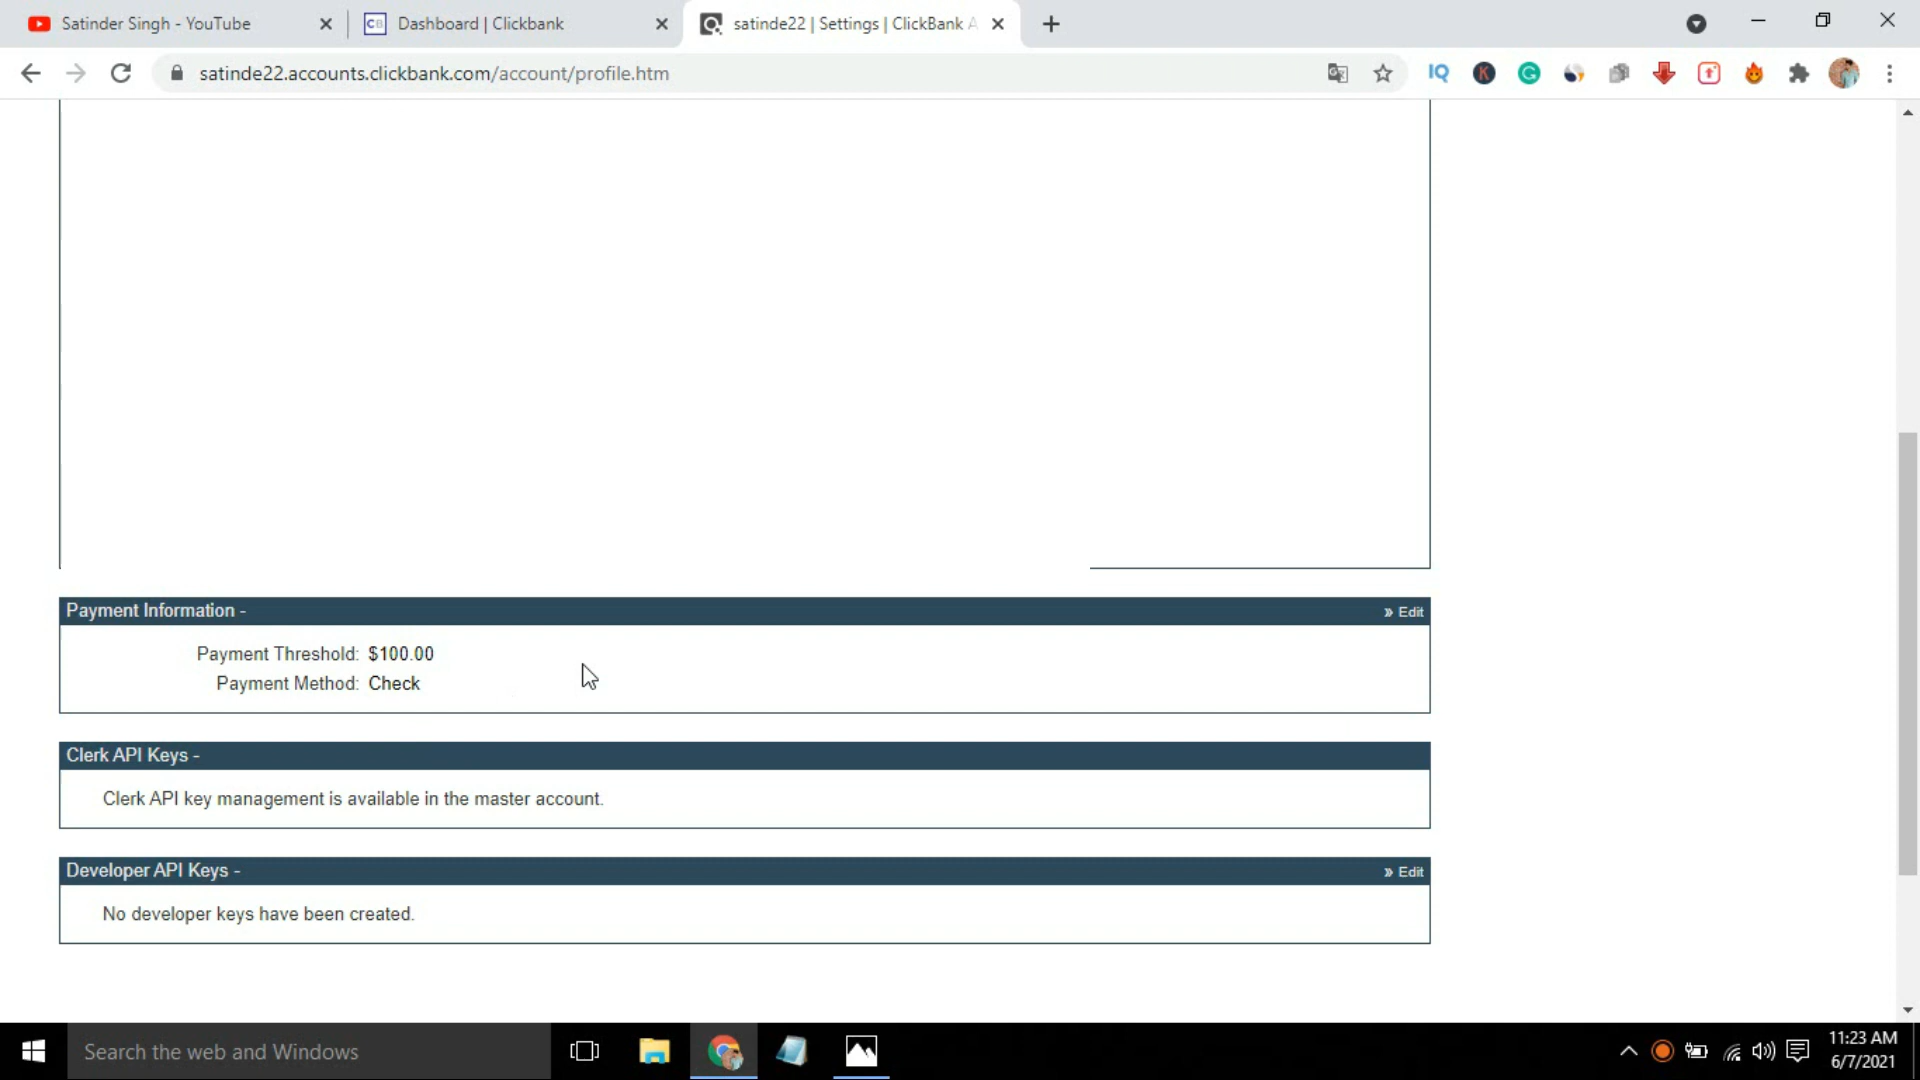 Satinder Singh - YouTube
CB
Dashboard | Clickbank
satinde22 | Settings | ClickBank A
satinde22.accounts.clickbank.com/account/profile.htm
IQ
K
G
Payment Information -
» Edit
Payment Threshold: $100.00
Payment Method: Check
Clerk API Keys -
Clerk API key management is available in the master account.
Developer API Keys -
» Edit
No developer keys have been created.
Search the web and Windows
11:23 AM
6/7/2021